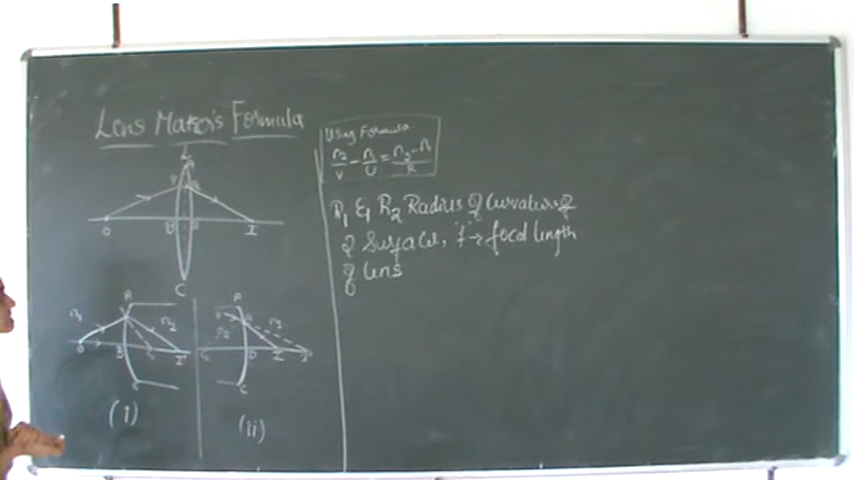 Lens Maker's Formula
Using Formula
n2/v - n1/u = n2-n1/R
R1 & R2 Radius of Curvature of
2 Surfaces, f → focal length
of lens
A
O
I
C
n1
n2
A
O
B
C
I'
C
(i)
A
n2
C
D
I
I'
C
(ii)